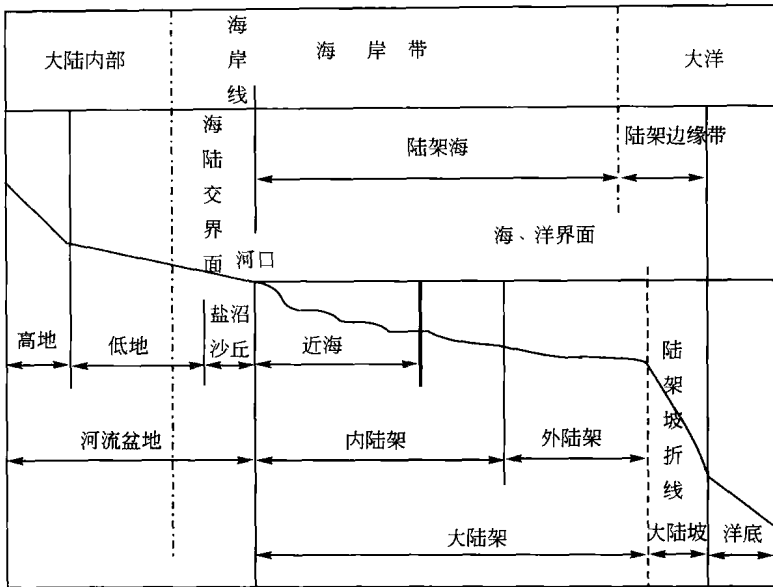 大陆内部
海岸线
海岸带
大洋
海陆交界面
陆架海
陆架边缘带
海、洋界面
河口
高地
低地
盐沼
沙丘
近海
陆架坡折线
河流盆地
内陆架
外陆架
大陆架
大陆坡
洋底